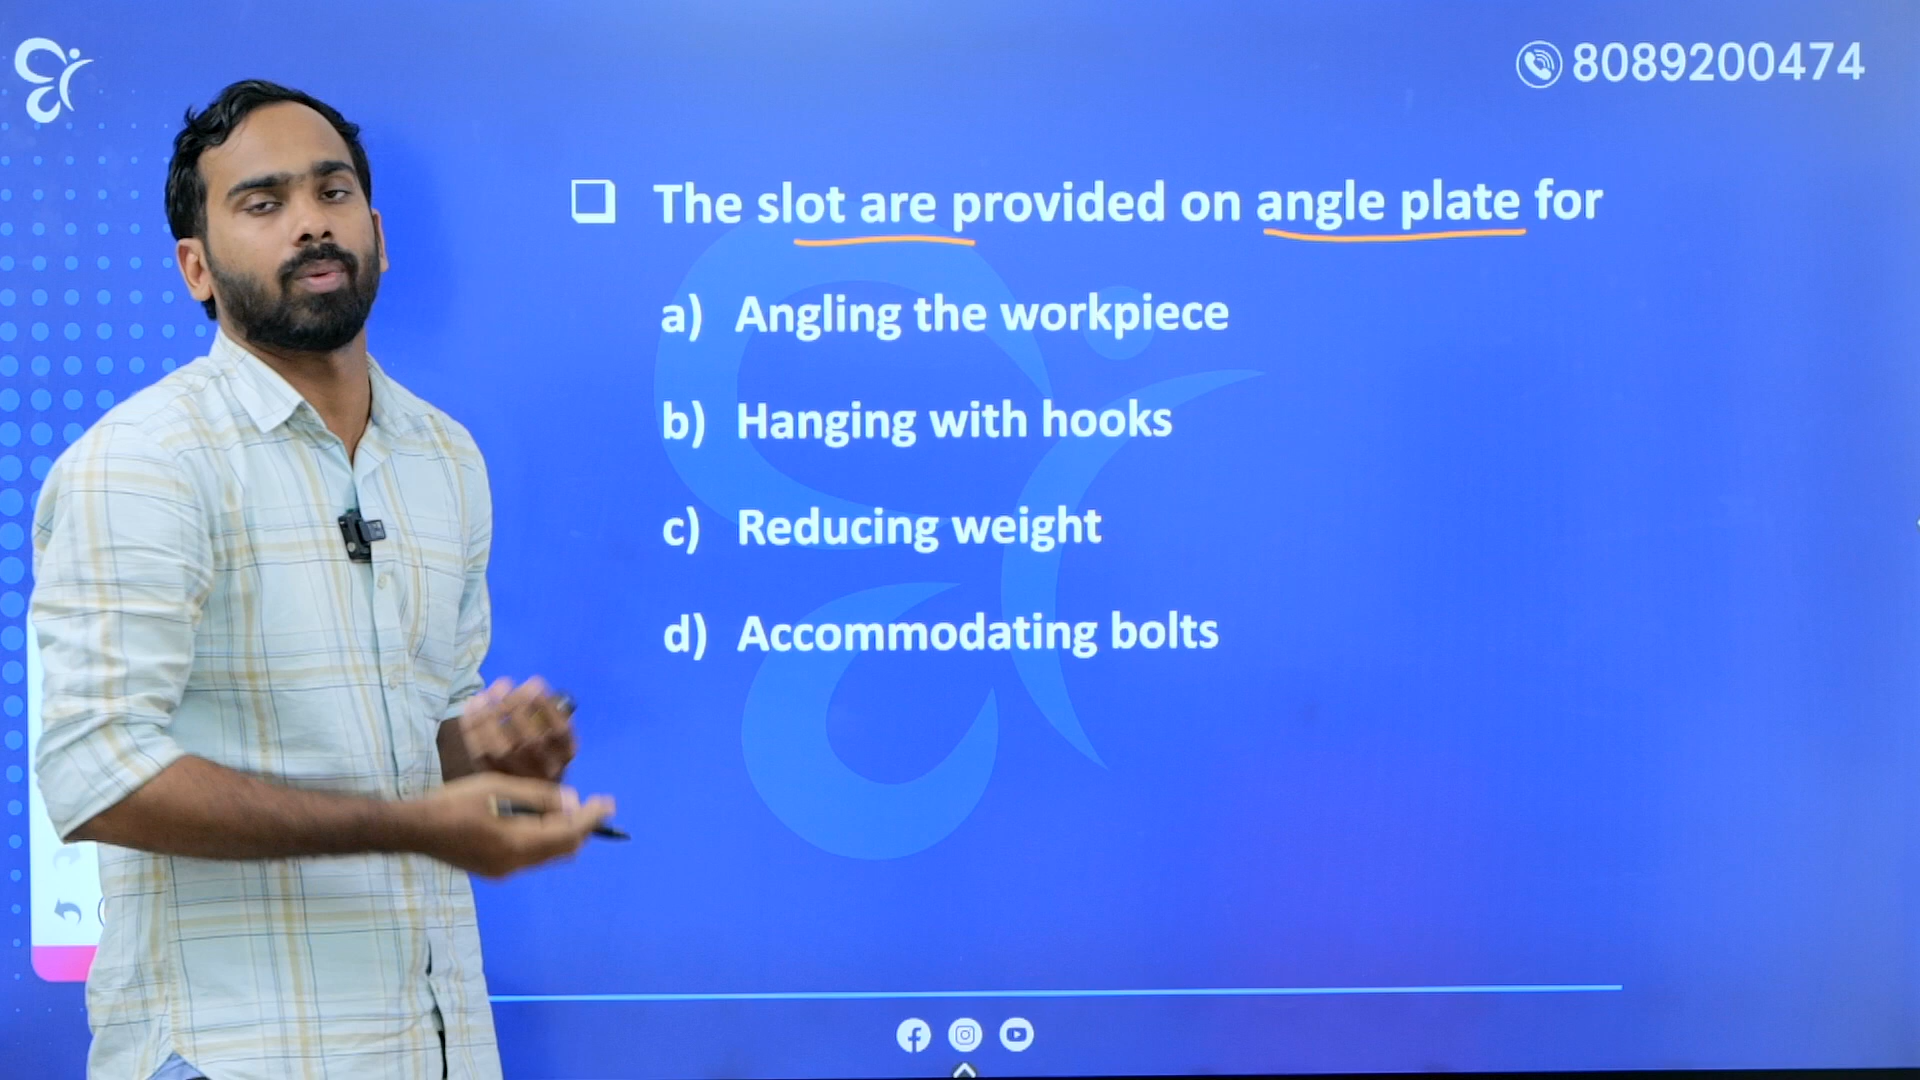 8089200474
❑ The slot are provided on angle plate for
a) Angling the workpiece
b) Hanging with hooks
c) Reducing weight
d) Accommodating bolts